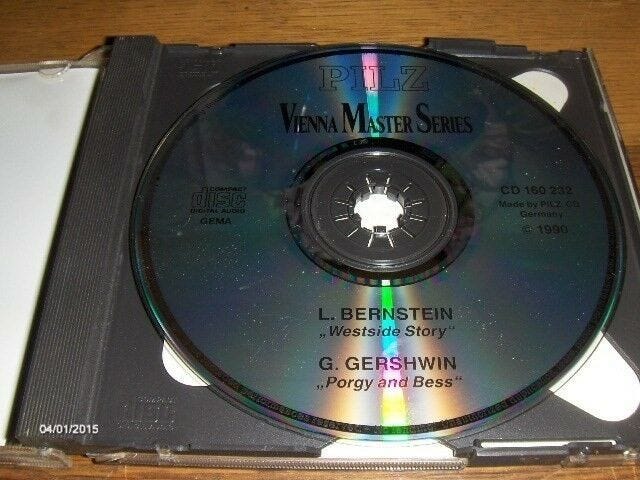 PILZ
VIENNA MASTER SERIES
COMPACT
disc
DIGITAL AUDIO
GEMA
CD 160 232
Made by PILZ CD
Germany
© 1990
L. BERNSTEIN
„Westside Story“
G. GERSHWIN
„Porgy and Bess“
04/01/2015